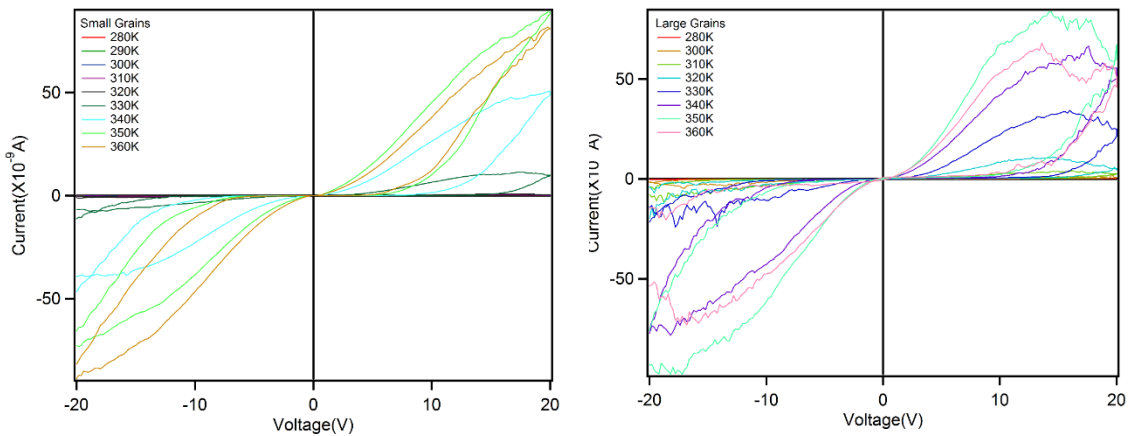 Small Grains
280K
290K
300K
310K
320K
330K
340K
350K
360K
50
0
-50
Current(X10⁻⁹A)
-20
-10
0
10
20
Voltage(V)
Large Grains
280K
300K
310K
320K
330K
340K
350K
360K
50
0
-50
Current(X10 A)
-20
-10
0
10
20
Voltage(V)